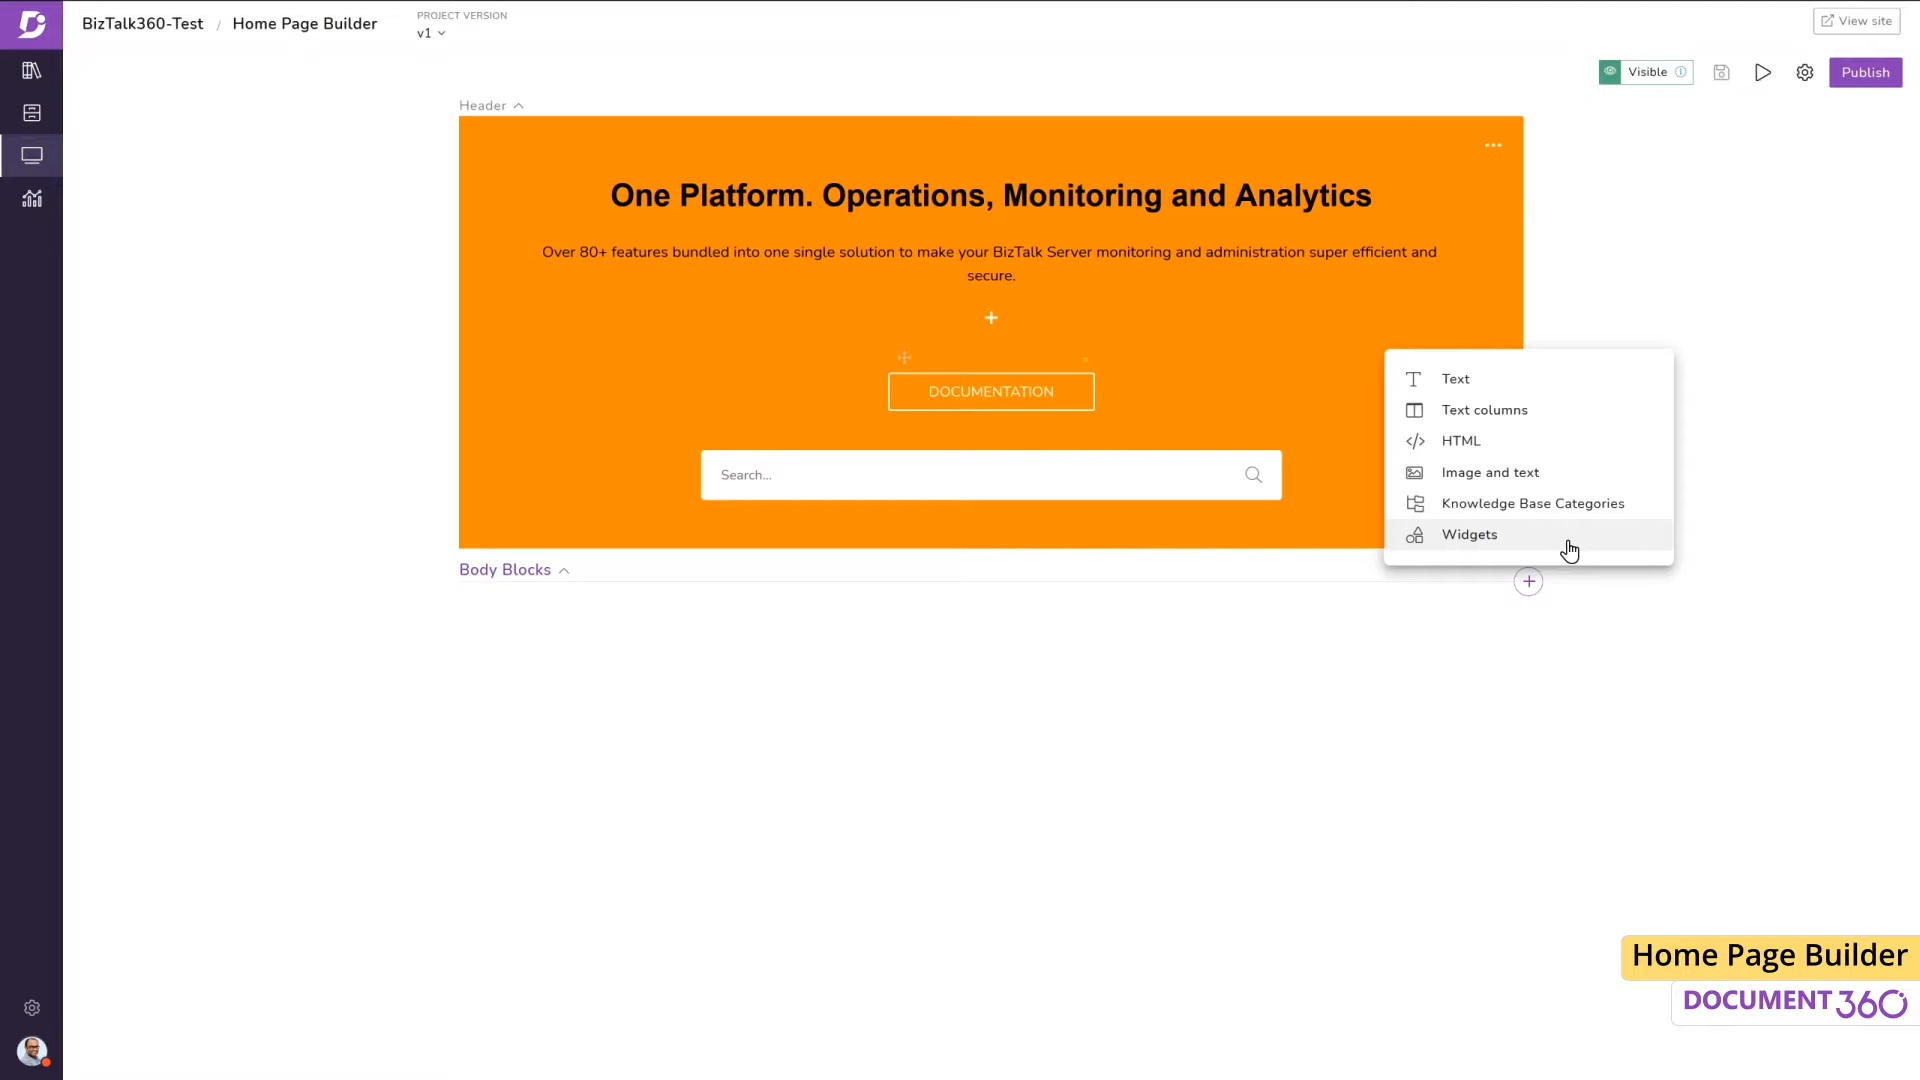 BizTalk360-Test / Home Page Builder
PROJECT VERSION
v1
View site
Visible
Publish
Header
One Platform. Operations, Monitoring and Analytics
Over 80+ features bundled into one single solution to make your BizTalk Server monitoring and administration super efficient and
secure.
+
DOCUMENTATION
Search...
Text
Text columns
HTML
Image and text
Knowledge Base Categories
Widgets
Body Blocks
Home Page Builder
DOCUMENT360